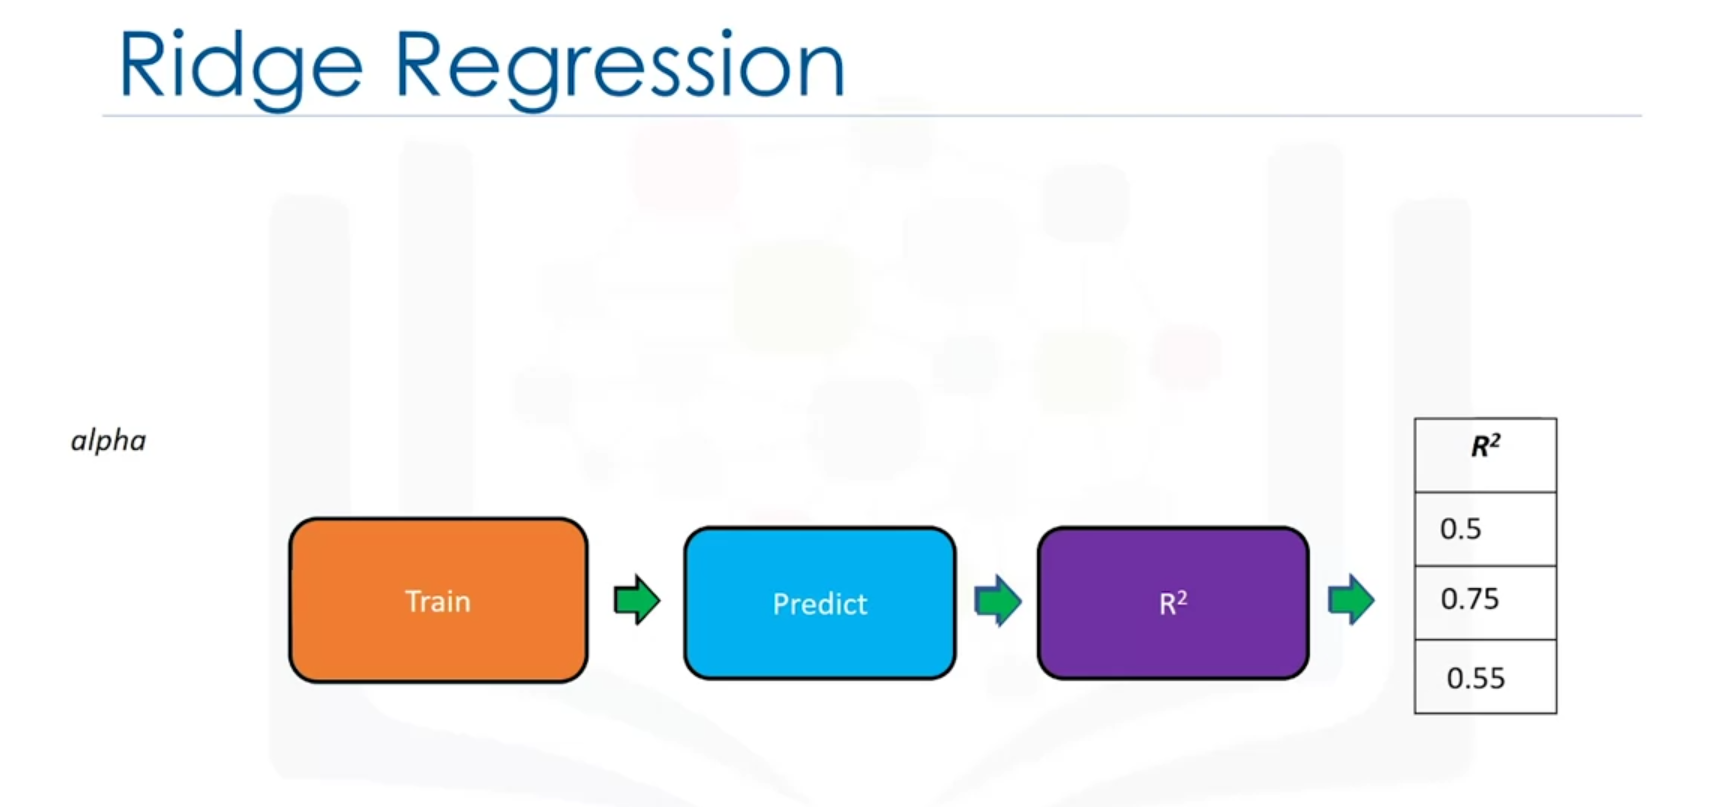 Ridge Regression
alpha
Train
Predict
R²
R²
0.5
0.75
0.55